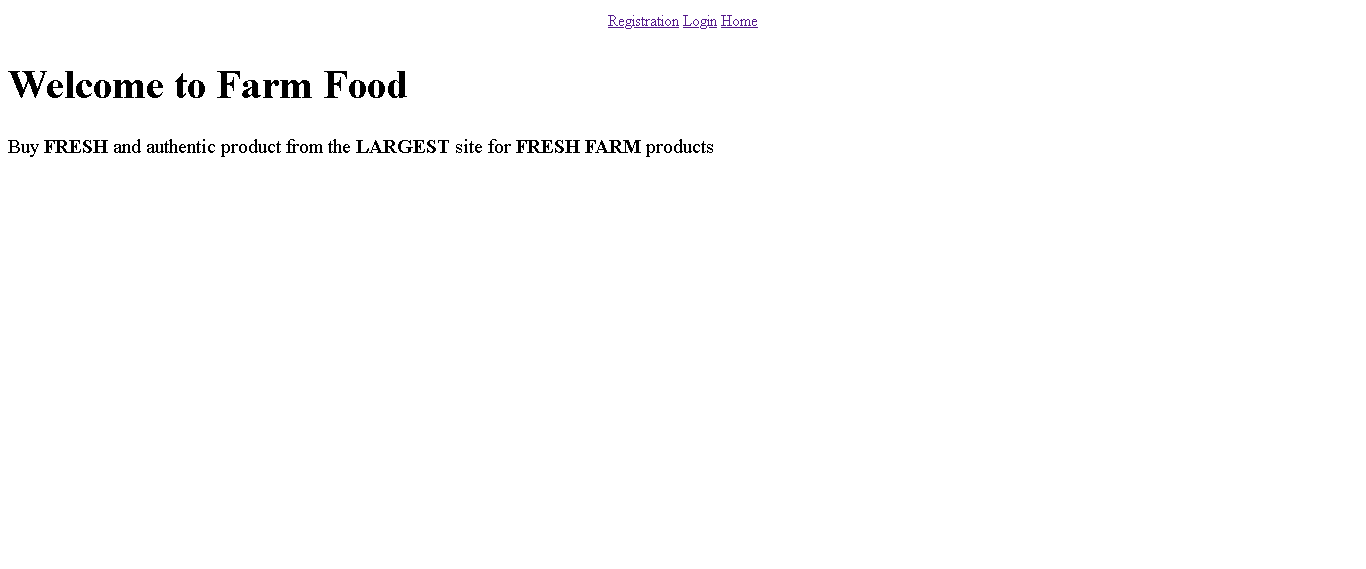 Registration Login Home
Welcome to Farm Food
Buy FRESH and authentic product from the LARGEST site for FRESH FARM products